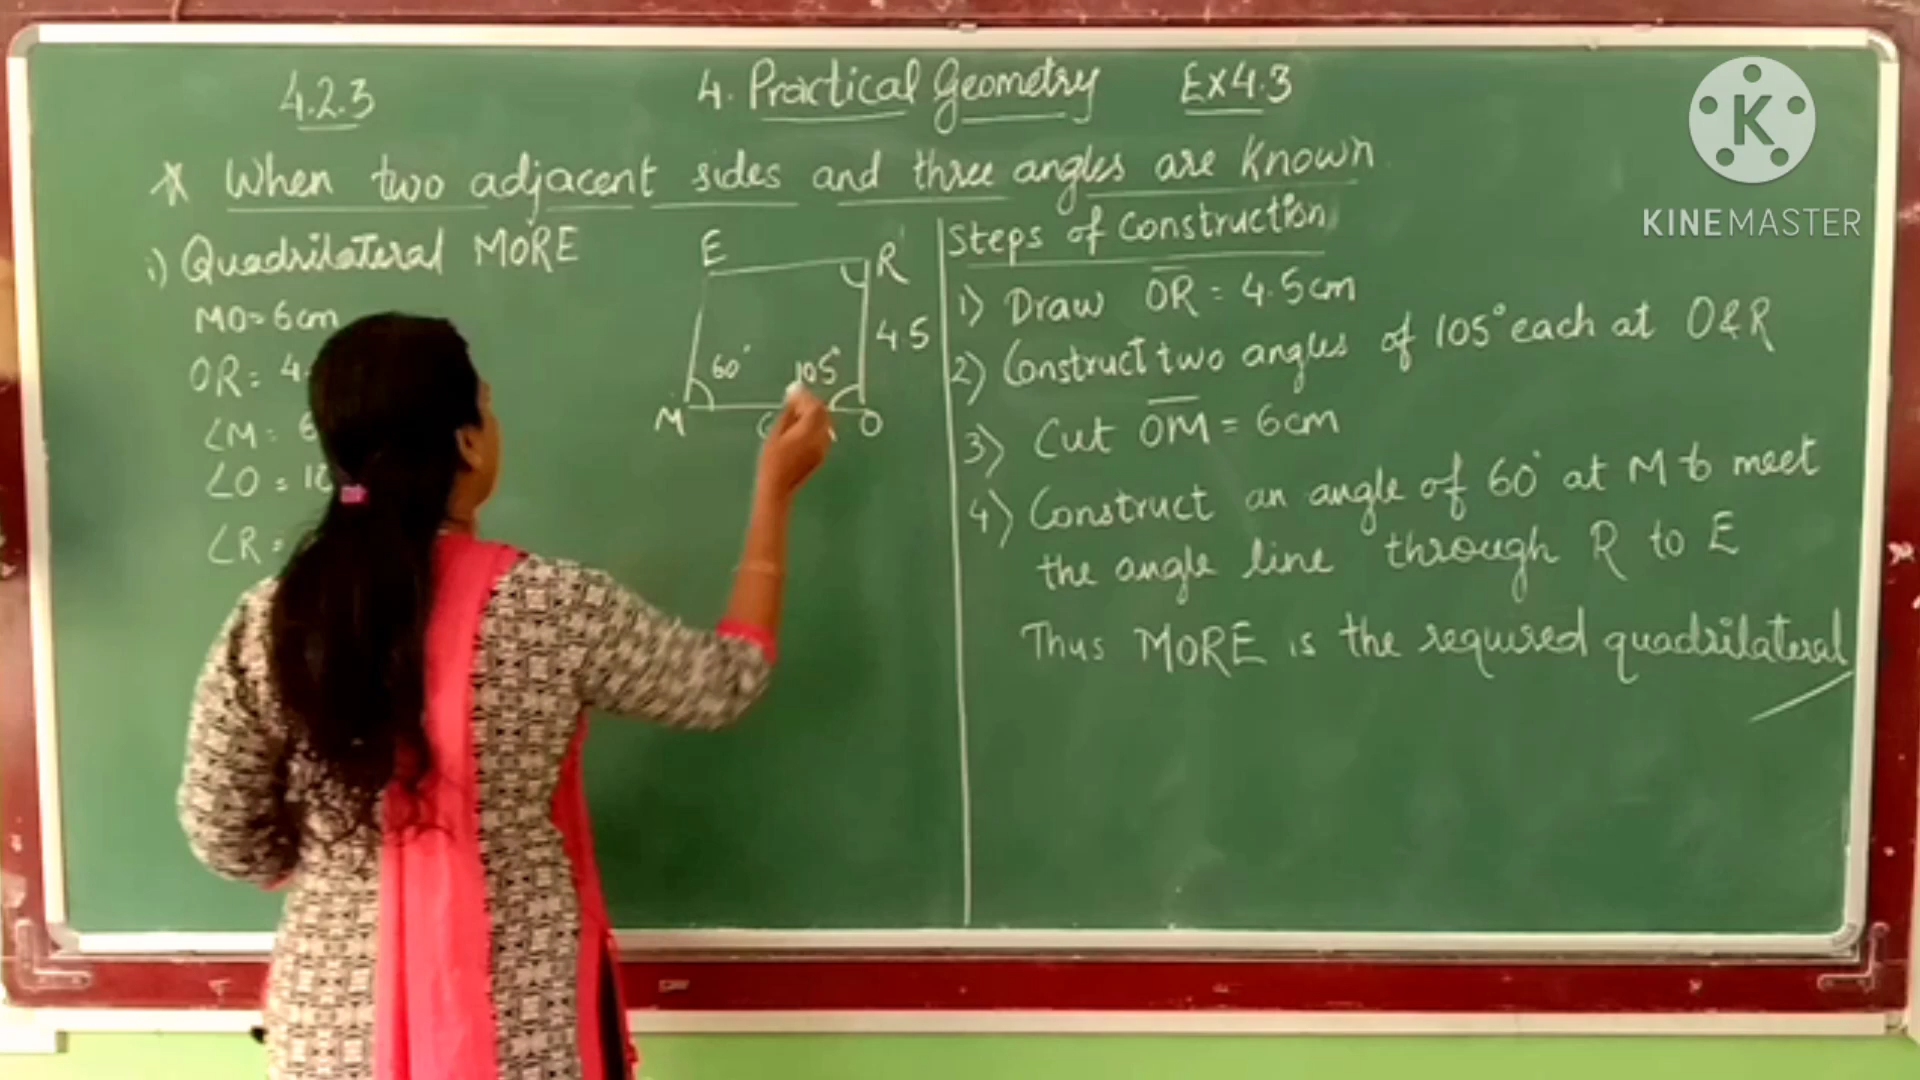 4.2.3
4. Practical Geometry Ex4.3
* When two adjacent sides and three angles are known
i) Quadrilateral MORE
MO= 6cm
OR= 4.
∠M=
∠O =
∠R =
E
R
4.5
60°
105°
M
O
Steps of Construction
1) Draw OR = 4.5cm
2) Construct two angles of 105° each at O&R
3) Cut OM = 6cm
4) Construct an angle of 60° at M to meet
the angle line through R to E
Thus MORE is the required quadrilateral
K
KINEMASTER